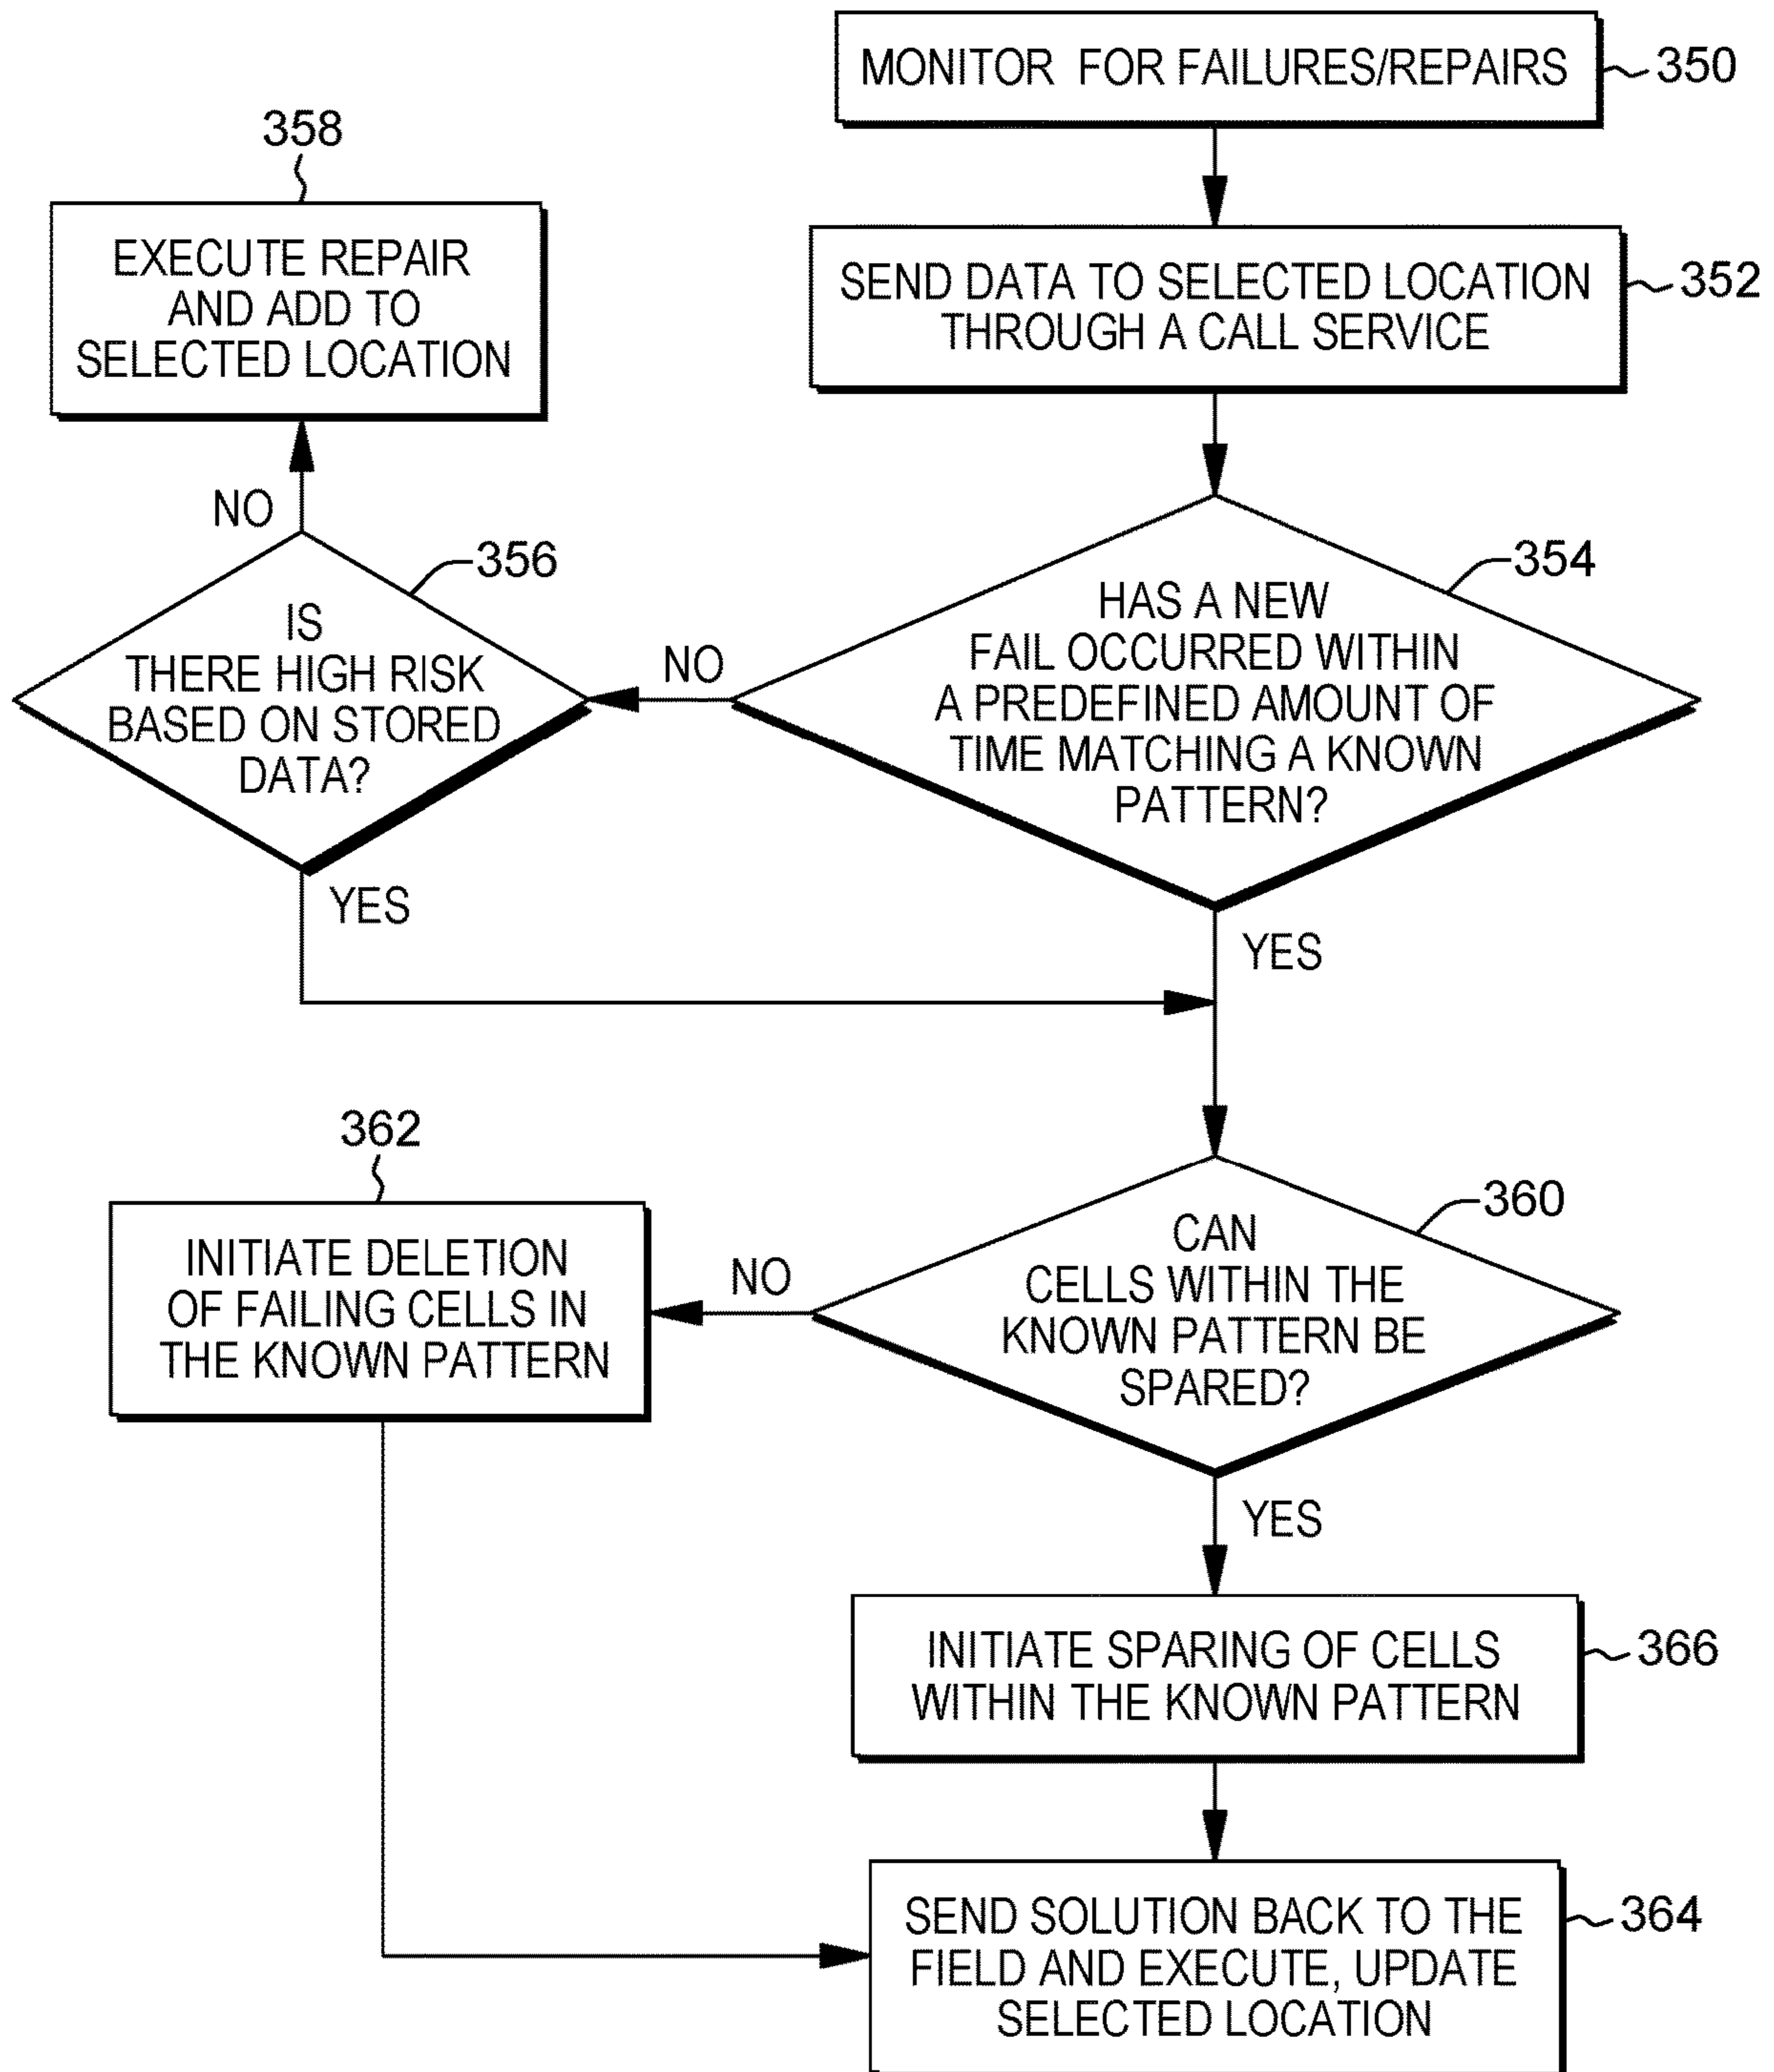 MONITOR FOR FAILURES/REPAIRS
350
SEND DATA TO SELECTED LOCATION
THROUGH A CALL SERVICE
352
HAS A NEW
FAIL OCCURRED WITHIN
A PREDEFINED AMOUNT OF
TIME MATCHING A KNOWN
PATTERN?
354
NO
YES
IS
THERE HIGH RISK
BASED ON STORED
DATA?
356
NO
YES
358
EXECUTE REPAIR
AND ADD TO
SELECTED LOCATION
CAN
CELLS WITHIN THE
KNOWN PATTERN BE
SPARED?
360
NO
YES
362
INITIATE DELETION
OF FAILING CELLS IN
THE KNOWN PATTERN
INITIATE SPARING OF CELLS
WITHIN THE KNOWN PATTERN
366
SEND SOLUTION BACK TO THE
FIELD AND EXECUTE, UPDATE
SELECTED LOCATION
364